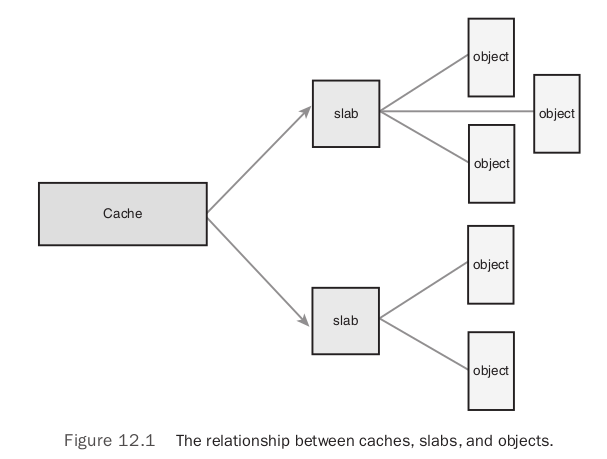 object
object
slab
object
Cache
object
slab
object
Figure 12.1 The relationship between caches, slabs, and objects.